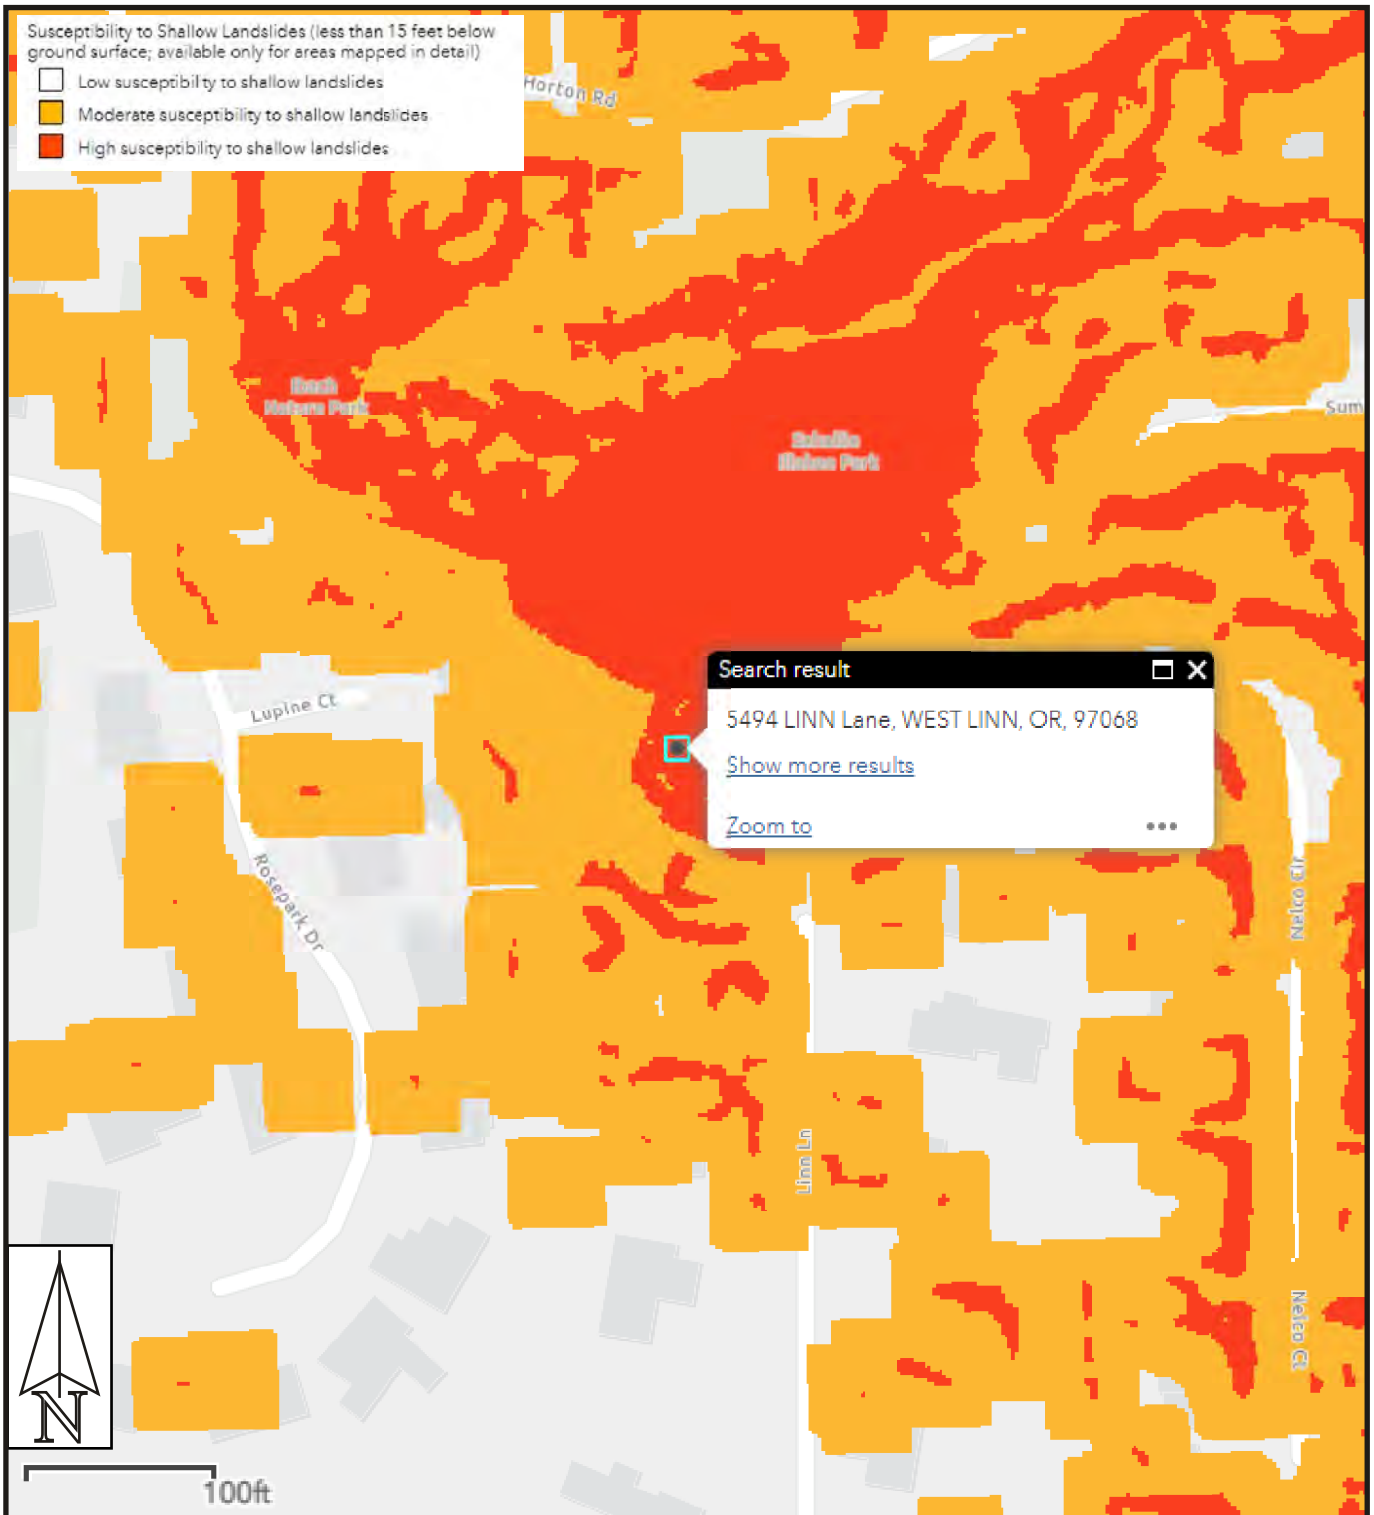 Susceptibility to Shallow Landslides (less than 15 feet below
ground surface; available only for areas mapped in detail)
Low susceptibility to shallow landslides
Moderate susceptibility to shallow landslides
High susceptibility to shallow landslides
Horton Rd
Nature Park
Sum
Park
Search result
5494 LINN Lane, WEST LINN, OR, 97068
Show more results
Zoom to
Lupine Ct
Rosepark Dr
Nelco Cir
Linn Ln
Nelco Ct
N
100ft